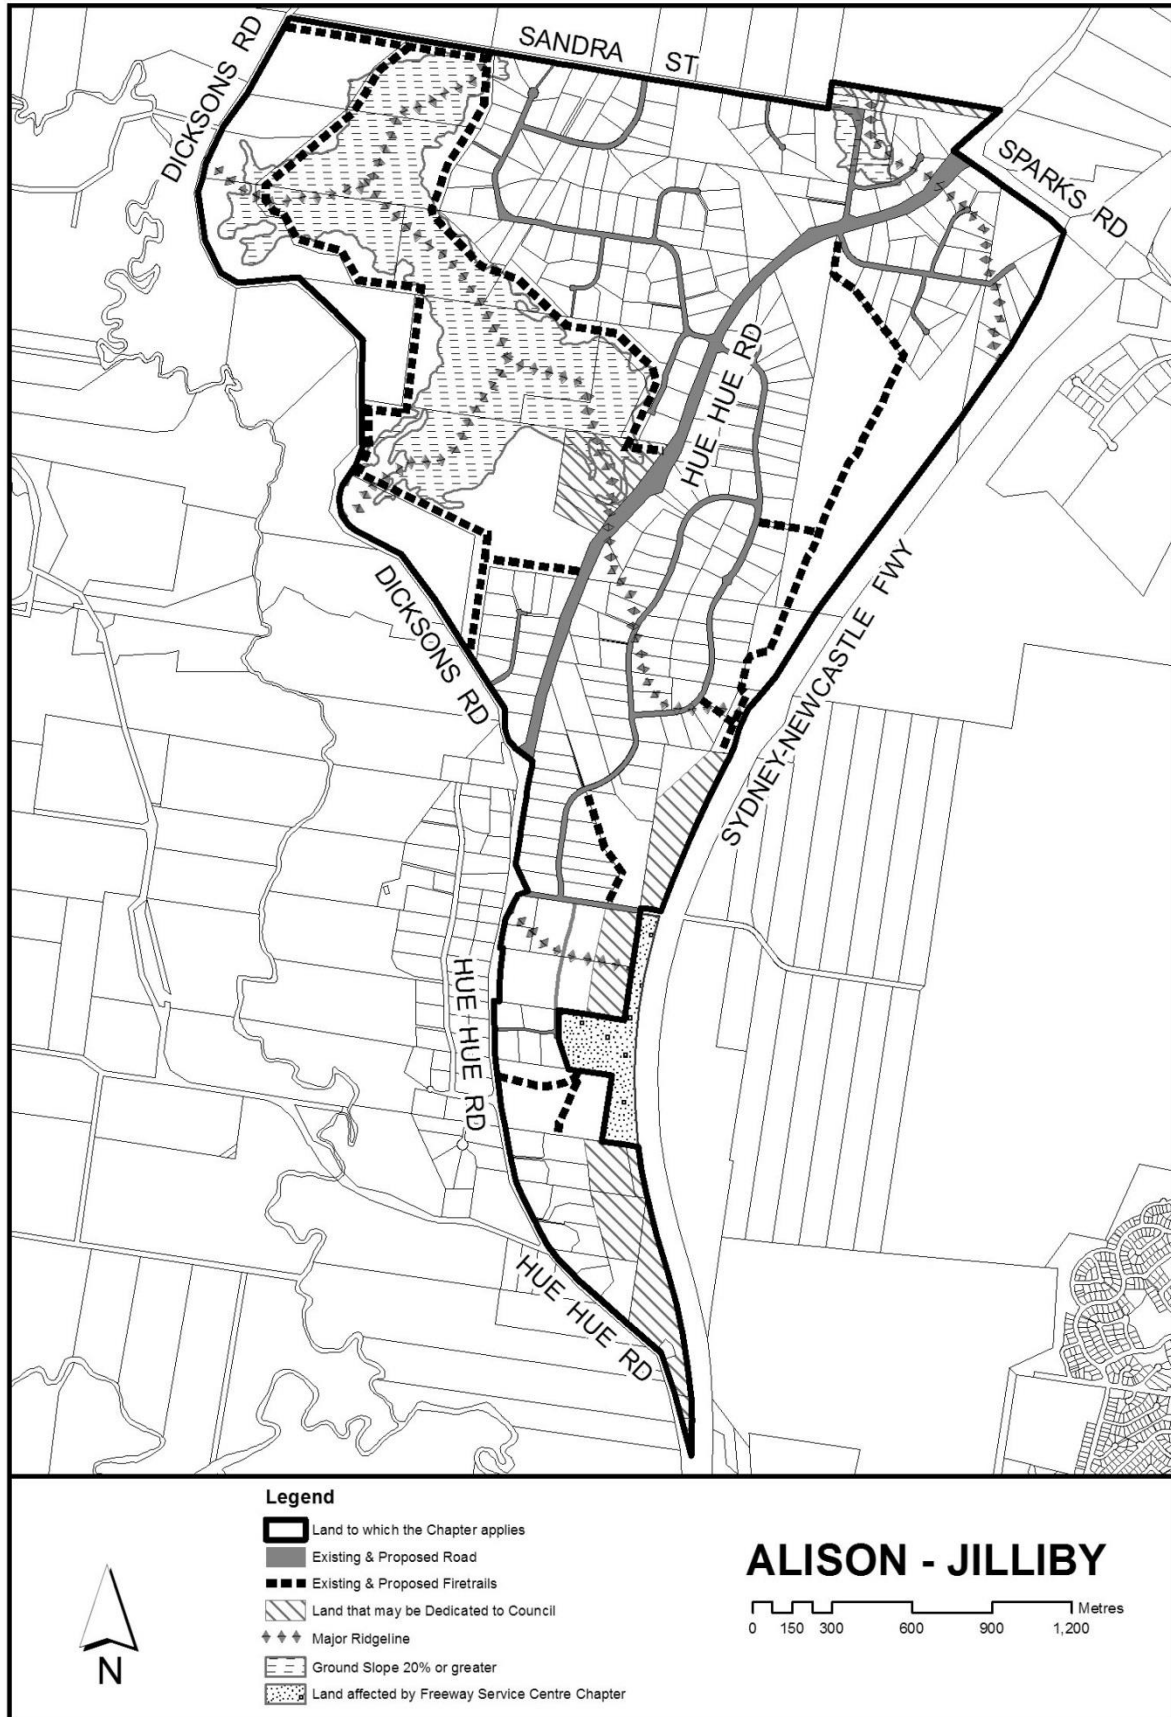 DICKSONS RD
SANDRA ST
SPARKS RD
HUE HUE RD
DICKSONS RD
SYDNEY-NEWCASTLE FWY
HUE HUE RD
HUE HUE RD
Legend
Land to which the Chapter applies
Existing & Proposed Road
Existing & Proposed Firetrails
Land that may be Dedicated to Council
Major Ridgeline
Ground Slope 20% or greater
Land affected by Freeway Service Centre Chapter
N
ALISON - JILLIBY
Metres
0 150 300 600 900 1,200